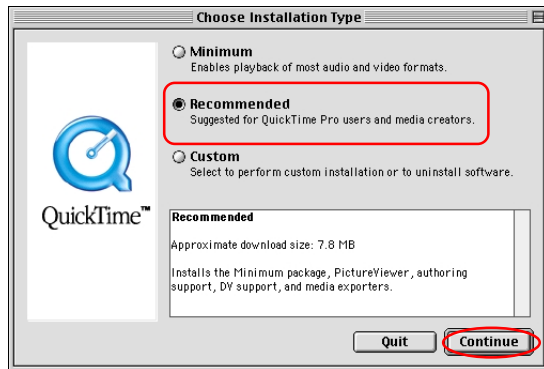 Choose Installation Type
Minimum
Enables playback of most audio and video formats.
Recommended
Suggested for QuickTime Pro users and media creators.
Custom
Select to perform custom installation or to uninstall software.
QuickTime™
Recommended
Approximate download size: 7.8 MB
Installs the Minimum package, PictureViewer, authoring
support, DV support, and media exporters.
Quit
Continue